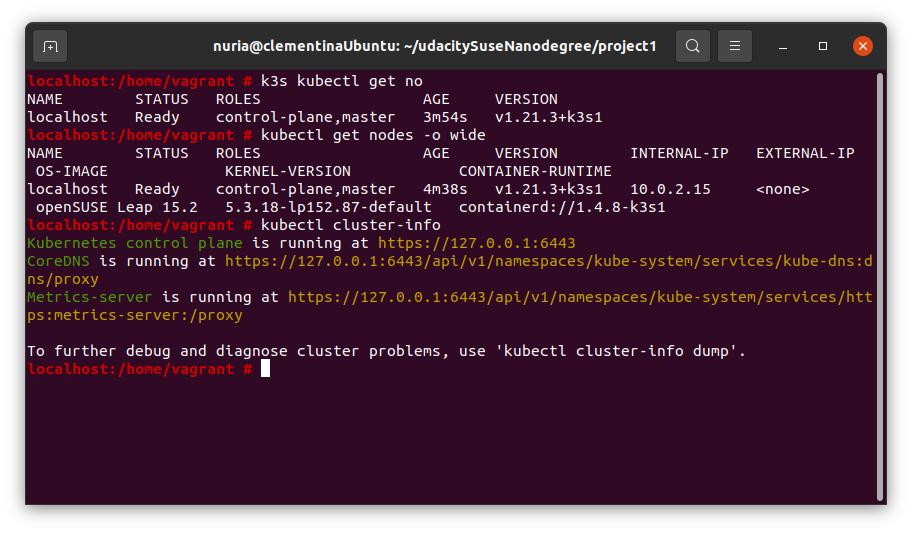 nuria@clementinaUbuntu: ~/udacitySuseNanodegree/project1
localhost:/home/vagrant # k3s kubectl get no
NAME        STATUS   ROLES                  AGE     VERSION
localhost   Ready    control-plane,master   3m54s   v1.21.3+k3s1
localhost:/home/vagrant # kubectl get nodes -o wide
NAME        STATUS   ROLES                  AGE     VERSION        INTERNAL-IP   EXTERNAL-IP
 OS-IMAGE             KERNEL-VERSION            CONTAINER-RUNTIME
localhost   Ready    control-plane,master   4m38s   v1.21.3+k3s1   10.0.2.15     <none>
 openSUSE Leap 15.2   5.3.18-lp152.87-default   containerd://1.4.8-k3s1
localhost:/home/vagrant # kubectl cluster-info
Kubernetes control plane is running at https://127.0.0.1:6443
CoreDNS is running at https://127.0.0.1:6443/api/v1/namespaces/kube-system/services/kube-dns:d
ns/proxy
Metrics-server is running at https://127.0.0.1:6443/api/v1/namespaces/kube-system/services/htt
ps:metrics-server:/proxy
To further debug and diagnose cluster problems, use 'kubectl cluster-info dump'.
localhost:/home/vagrant #